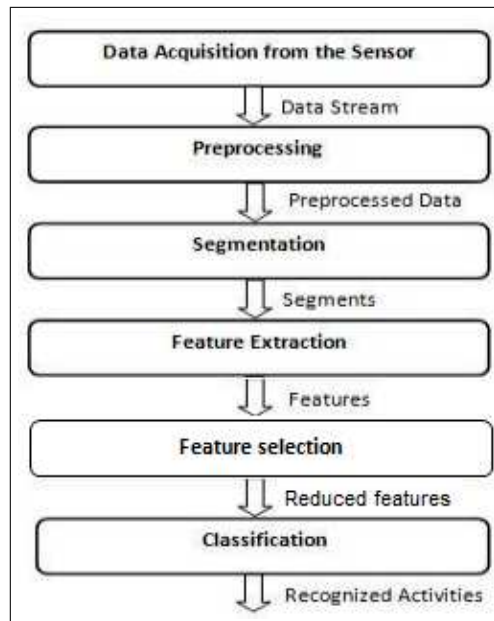 Data Acquisition from the Sensor
Data Stream
Preprocessing
Preprocessed Data
Segmentation
Segments
Feature Extraction
Features
Feature selection
Reduced features
Classification
Recognized Activities